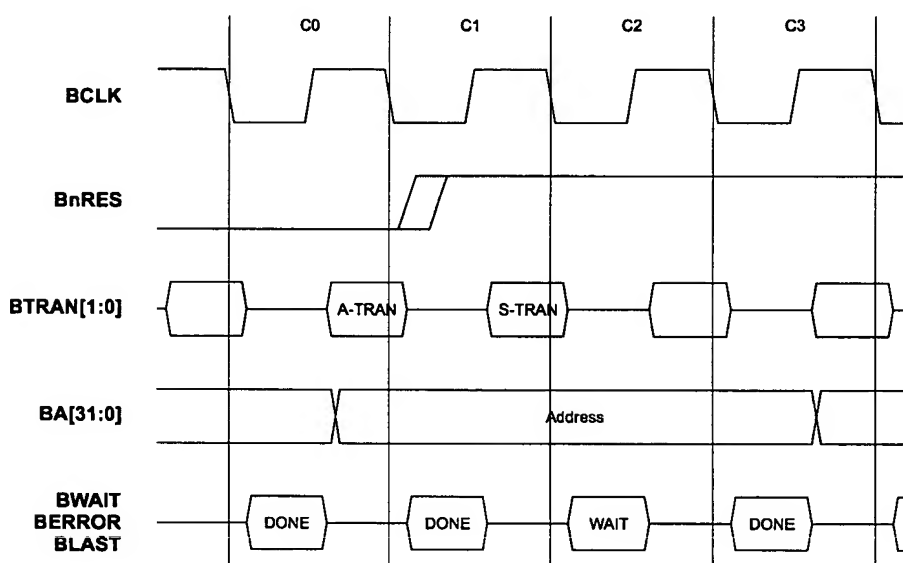 C0 C1 C2 C3
BCLK
BnRES
BTRAN[1:0] A-TRAN S-TRAN
BA[31:0] Address
BWAIT
BERROR DONE DONE WAIT DONE
BLAST